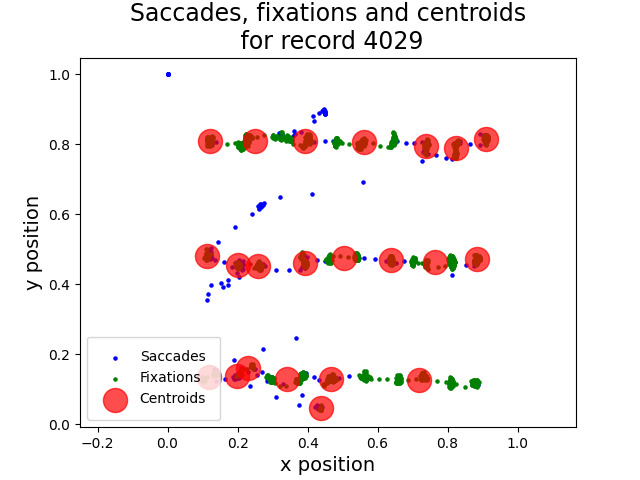 Saccades, fixations and centroids
for record 4029
1.0
0.8
0.6
0.4
0.2
0.0
y position
Saccades
Fixations
Centroids
−0.2 0.0 0.2 0.4 0.6 0.8 1.0
x position